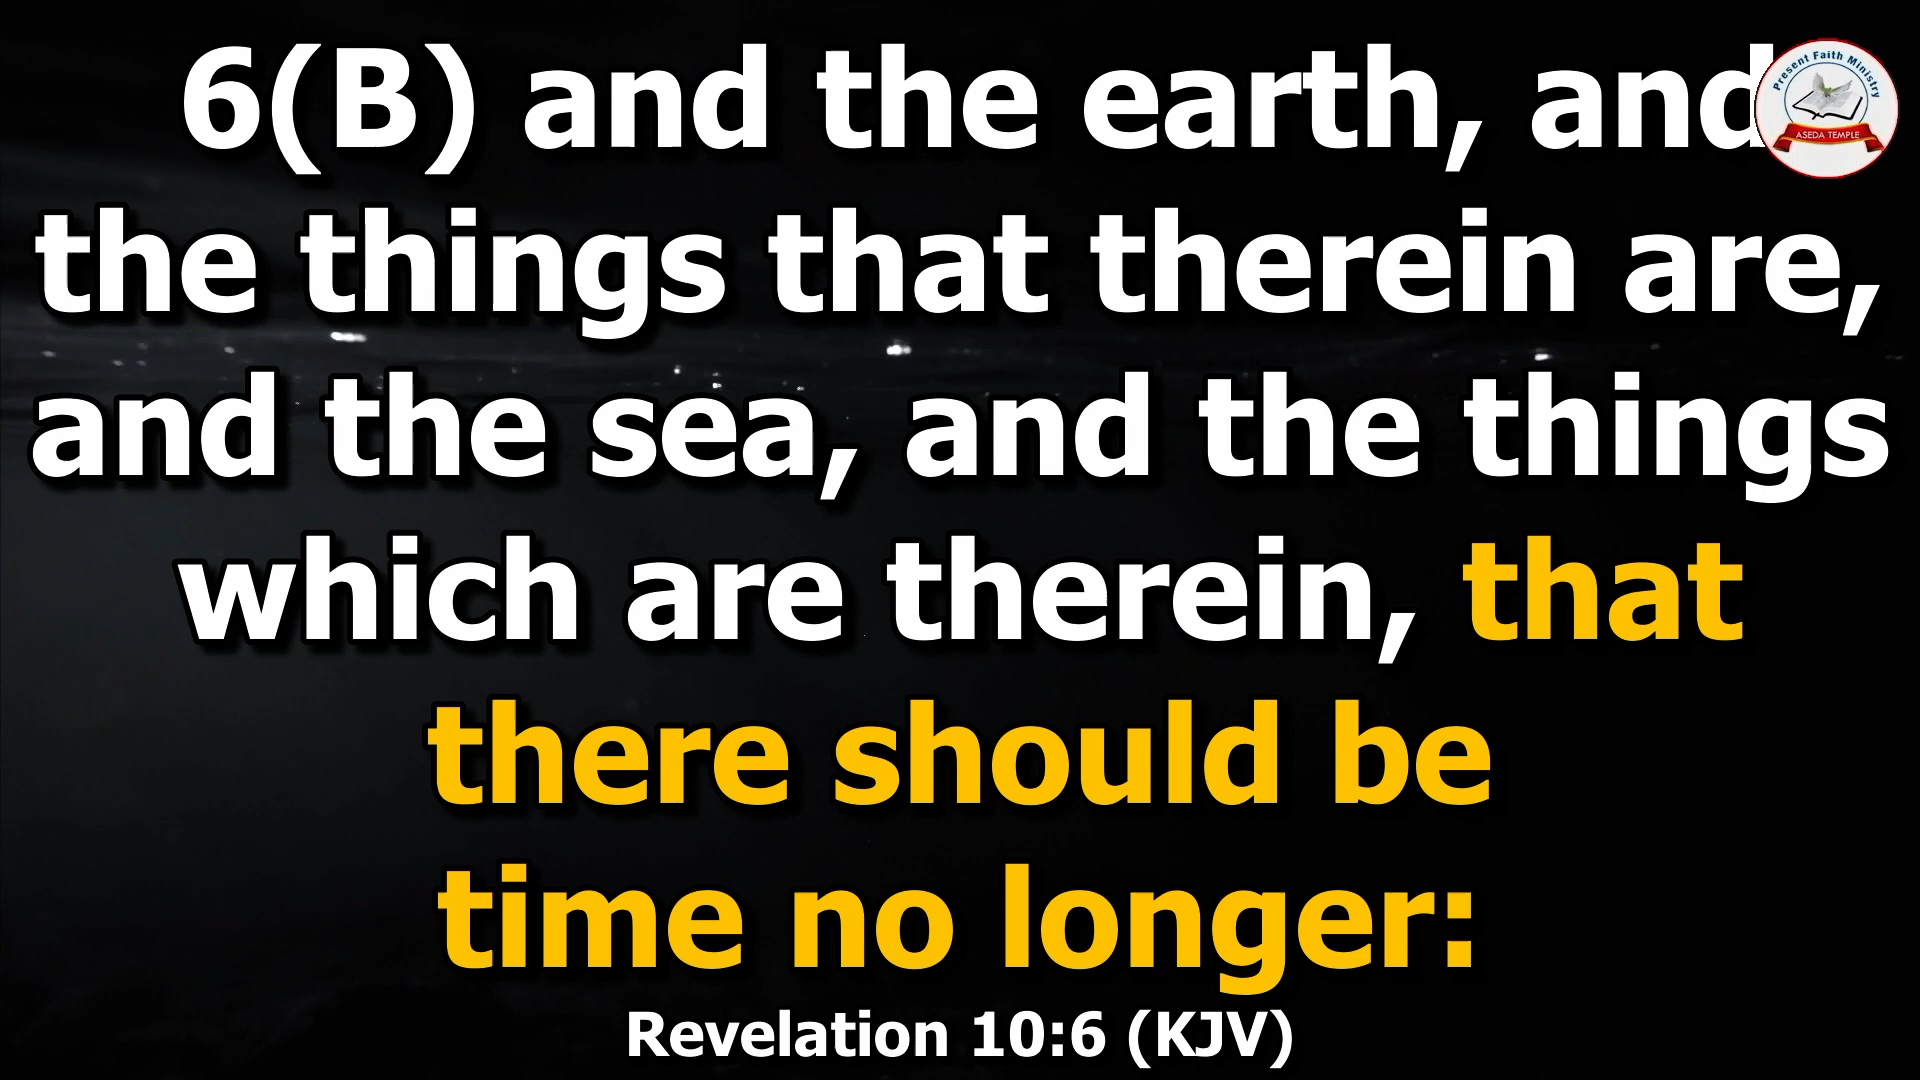 6(B) and the earth, and
the things that therein are,
and the sea, and the things
which are therein, that
there should be
time no longer:
Revelation 10:6 (KJV)
Present Faith Ministry
ASEDA TEMPLE